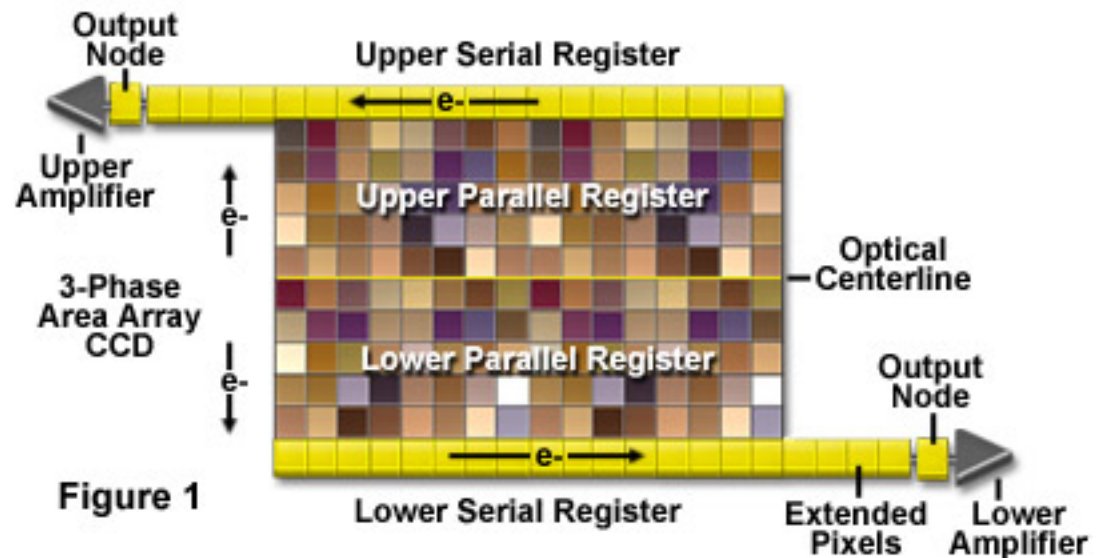 Output
Node
Upper Serial Register
e-
Upper
Amplifier
Upper Parallel Register
e-
Optical
Centerline
3-Phase
Area Array
CCD
Lower Parallel Register
e-
Output
Node
e-
Figure 1
Lower Serial Register
Extended
Pixels
Lower
Amplifier